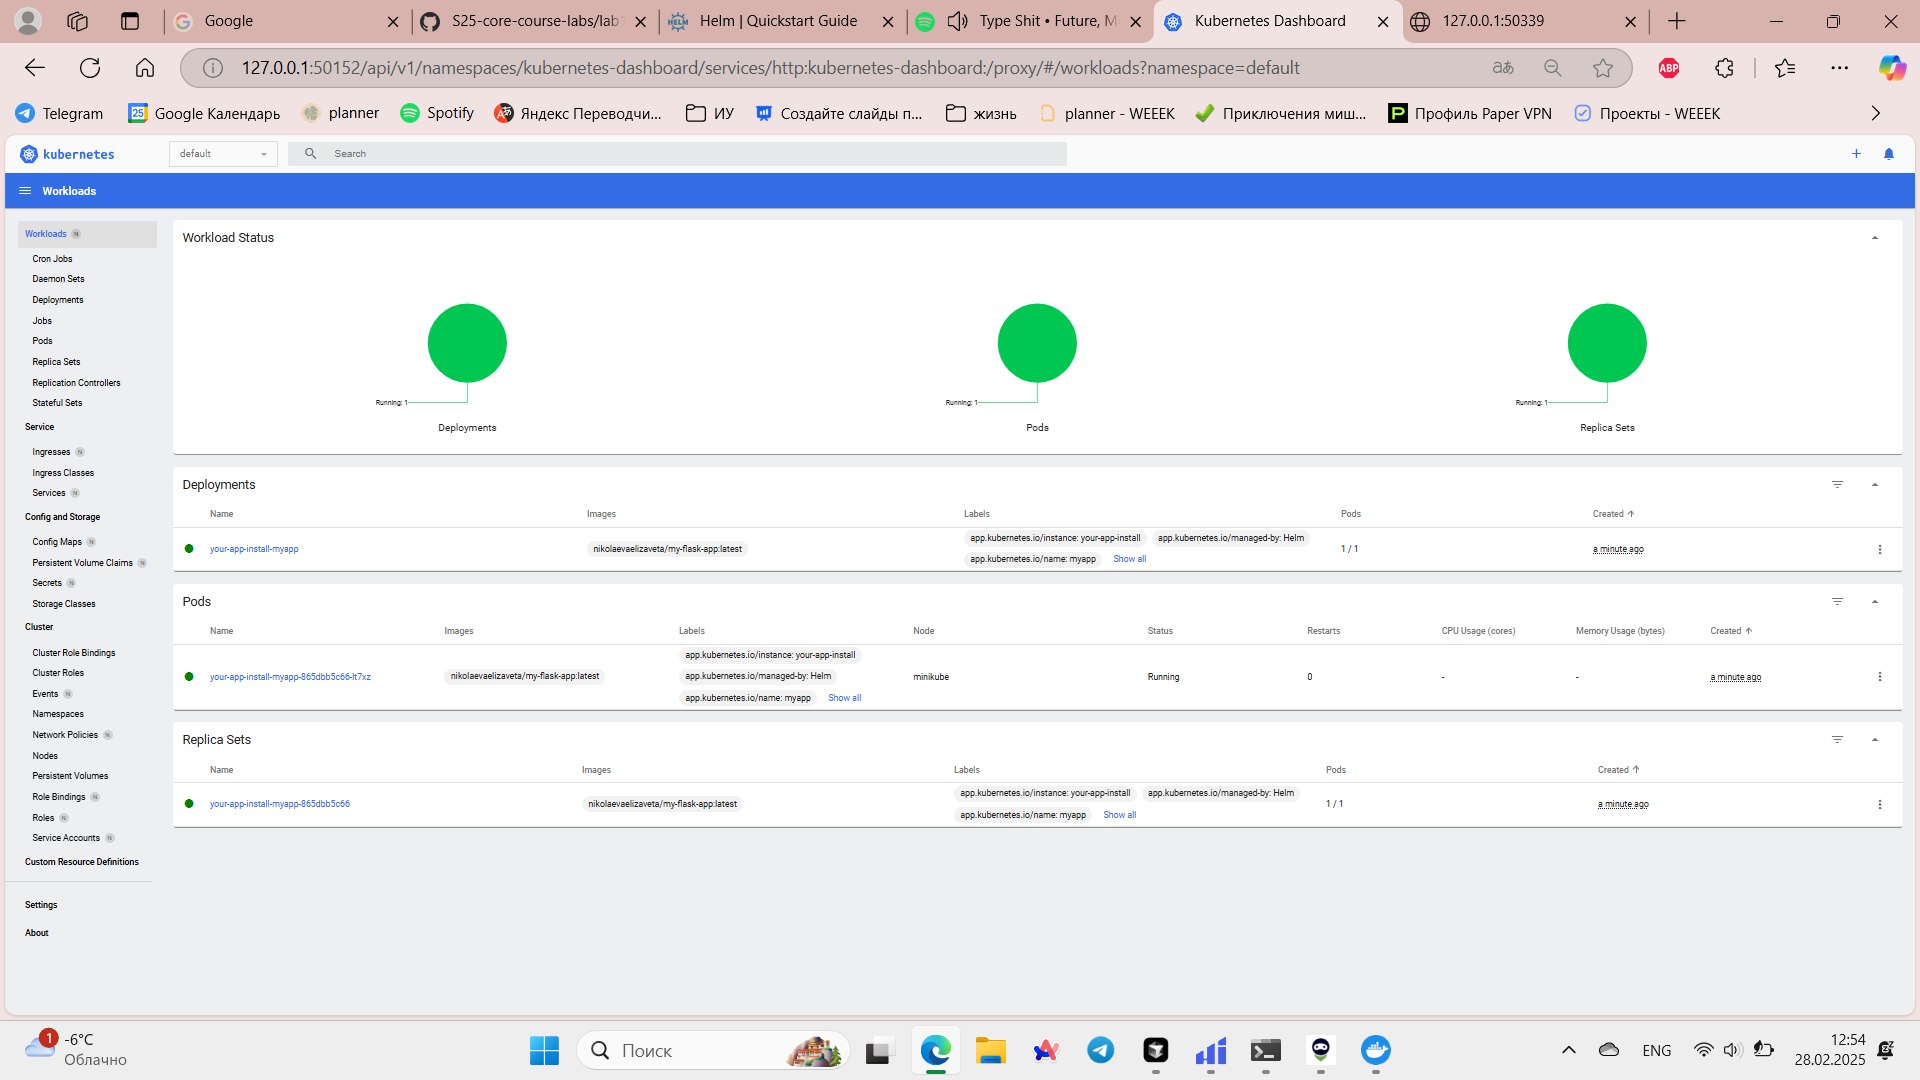 Google
S25-core-course-labs/lab1
Helm | Quickstart Guide
Type Shit • Future, M
Kubernetes Dashboard
127.0.0.1:50339
127.0.0.1:50152/api/v1/namespaces/kubernetes-dashboard/services/http:kubernetes-dashboard:/proxy/#/workloads?namespace=default
ABP
Telegram
25 Google Календарь
planner
Spotify
Яндекс Переводчи...
ИУ
Создайте слайды п...
жизнь
planner - WEEEK
Приключения миш...
Профиль Paper VPN
Проекты - WEEEK
kubernetes
default
Search
Workloads
Workloads N
Cron Jobs
Daemon Sets
Deployments
Jobs
Pods
Replica Sets
Replication Controllers
Stateful Sets
Service
Ingresses N
Ingress Classes
Services N
Config and Storage
Config Maps N
Persistent Volume Claims N
Secrets N
Storage Classes
Cluster
Cluster Role Bindings
Cluster Roles
Events N
Namespaces
Network Policies N
Nodes
Persistent Volumes
Role Bindings N
Roles N
Service Accounts N
Custom Resource Definitions
Settings
About
Workload Status
Running: 1
Deployments
Running: 1
Pods
Running: 1
Replica Sets
Deployments
Name Images Labels Pods Created
your-app-install-myapp nikolaevaelizaveta/my-flask-app:latest app.kubernetes.io/instance: your-app-install app.kubernetes.io/managed-by: Helm 1 / 1 a minute ago
app.kubernetes.io/name: myapp Show all
Pods
Name Images Labels Node Status Restarts CPU Usage (cores) Memory Usage (bytes) Created
app.kubernetes.io/instance: your-app-install
your-app-install-myapp-865dbb5c66-lt7xz nikolaevaelizaveta/my-flask-app:latest app.kubernetes.io/managed-by: Helm minikube Running 0 - - a minute ago
app.kubernetes.io/name: myapp Show all
Replica Sets
Name Images Labels Pods Created
your-app-install-myapp-865dbb5c66 nikolaevaelizaveta/my-flask-app:latest app.kubernetes.io/instance: your-app-install app.kubernetes.io/managed-by: Helm 1 / 1 a minute ago
app.kubernetes.io/name: myapp Show all
1
-6°C
Облачно
Поиск
ENG
12:54
28.02.2025